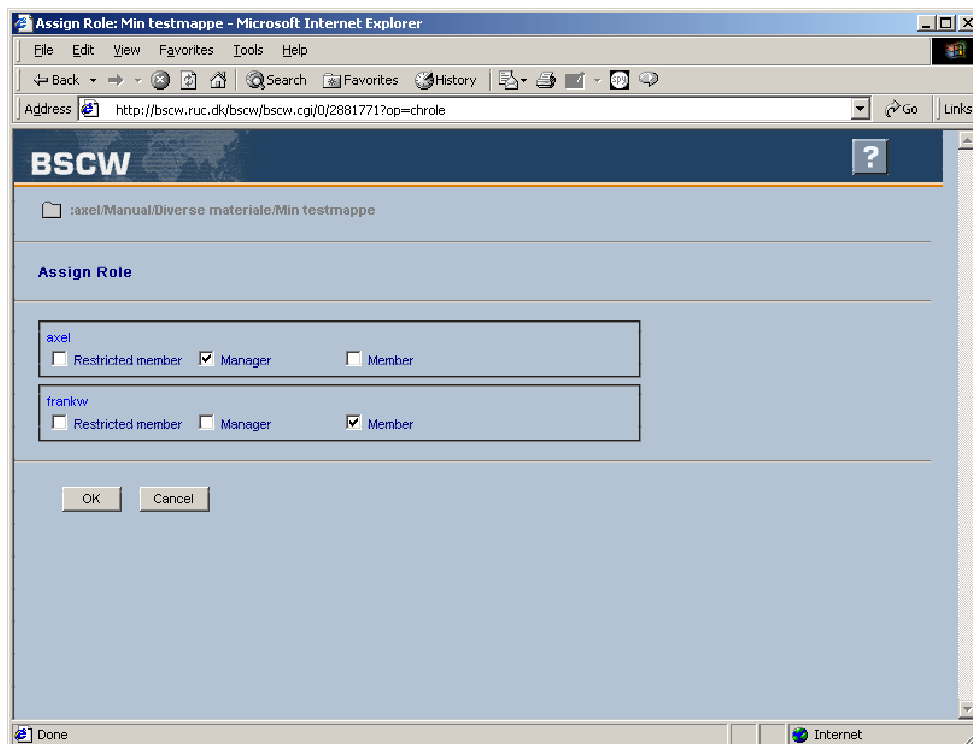 Assign Role: Min testmappe - Microsoft Internet Explorer
File Edit View Favorites Tools Help
Back Search Favorites History
Address http://bscw.ruc.dk/bscw/bscw.cgi/0/2881771?op=chrole Go Links
BSCW ?
:axel/Manual/Diverse materiale/Min testmappe
Assign Role
axel
Restricted member Manager Member
frankw
Restricted member Manager Member
OK Cancel
Done Internet